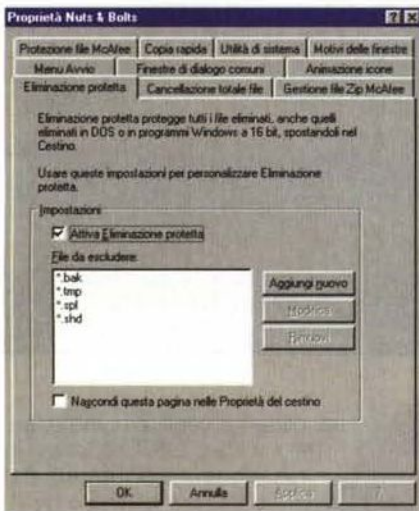 Proprietà Nuts & Bolts
Protezione file McAfee Copia rapida Utilità di sistema Motivi delle finestre
Menu Avvio Finestre di dialogo comuni Animazione icone
Eliminazione protetta Cancellazione totale file Gestione file Zip McAfee
Eliminazione protetta protegge tutti i file eliminati, anche quelli
eliminati in DOS o in programmi Windows a 16 bit, spostandoli nel
Cestino.
Usare queste impostazioni per personalizzare Eliminazione
protetta.
Impostazioni
Attiva Eliminazione protetta
File da escludere:
*.bak
*.tmp
*.spl
*.shd
Aggiungi nuovo
Modifica
Rimuovi
Nascondi questa pagina nelle Proprietà del cestino
OK Annulla Applica ?